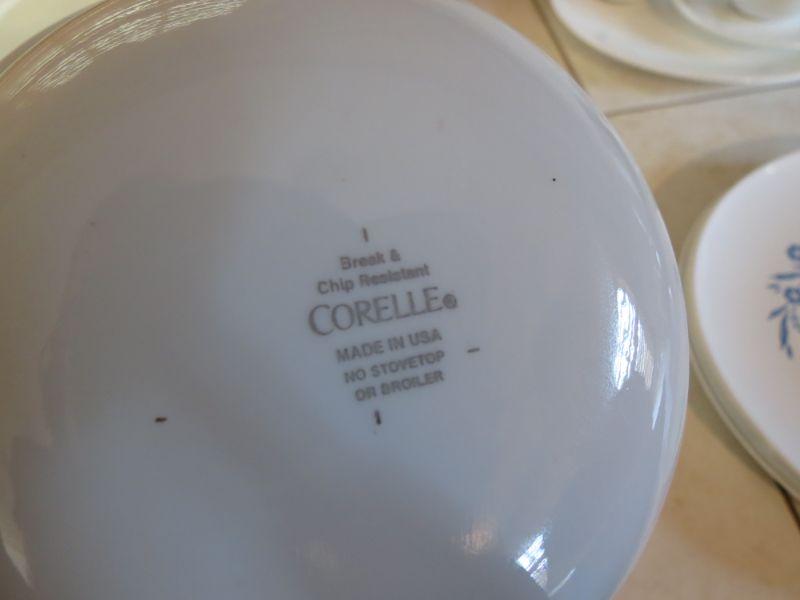 Break &
Chip Resistant
CORELLE®
MADE IN USA
NO STOVETOP
OR BROILER